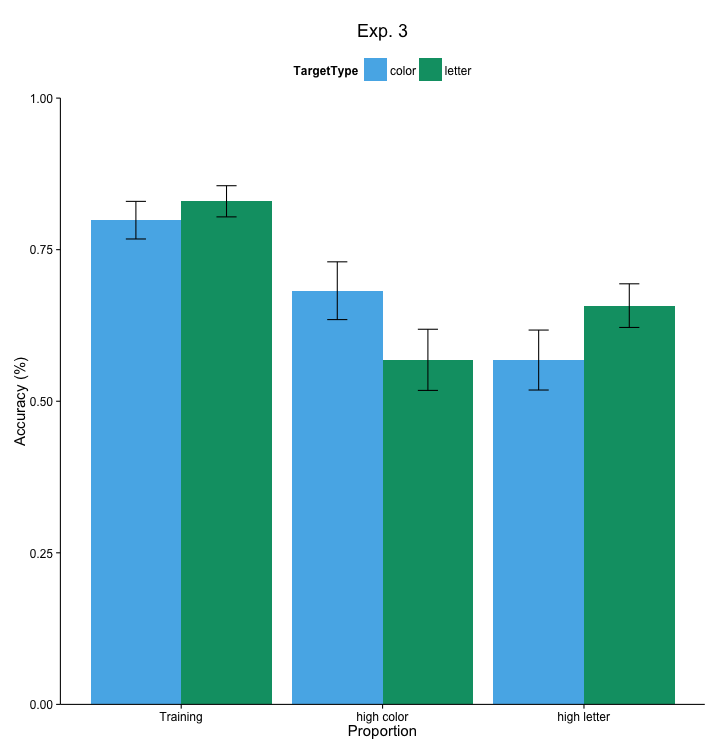 Exp. 3
TargetType color letter
Accuracy (%)
1.00
0.75
0.50
0.25
0.00
Training high color high letter
Proportion